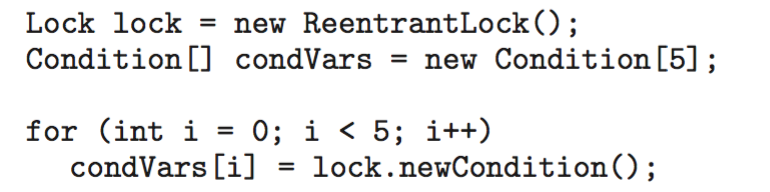 Lock lock = new ReentrantLock();
Condition[] condVars = new Condition[5];
for (int i = 0; i < 5; i++)
condVars[i] = lock.newCondition();